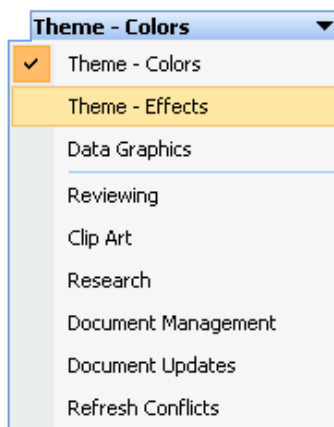 Theme - Colors
Theme - Colors
Theme - Effects
Data Graphics
Reviewing
Clip Art
Research
Document Management
Document Updates
Refresh Conflicts